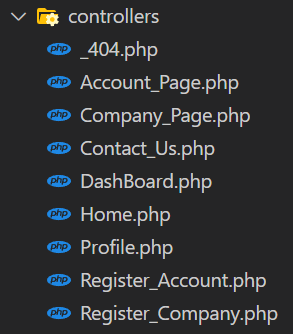 controllers
php _404.php
php Account_Page.php
php Company_Page.php
php Contact_Us.php
php DashBoard.php
php Home.php
php Profile.php
php Register_Account.php
php Register_Company.php